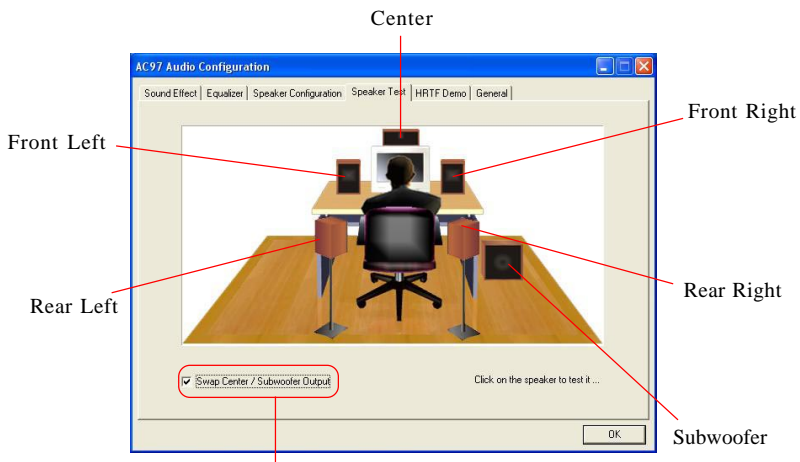 Center
AC97 Audio Configuration
Sound Effect Equalizer Speaker Configuration Speaker Test HRTF Demo General
Front Right
Front Left
Rear Right
Rear Left
Swap Center / Subwoofer Output
Click on the speaker to test it ...
OK
Subwoofer